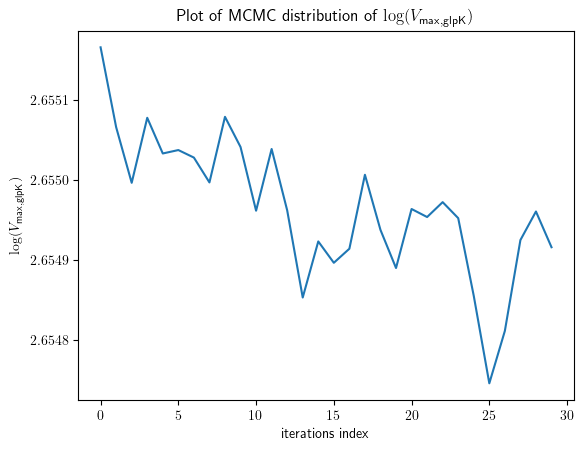 Plot of MCMC distribution of log(V_max,glpK)
log(V_max,glpK)
2.6551
2.6550
2.6549
2.6548
0 5 10 15 20 25 30
iterations index